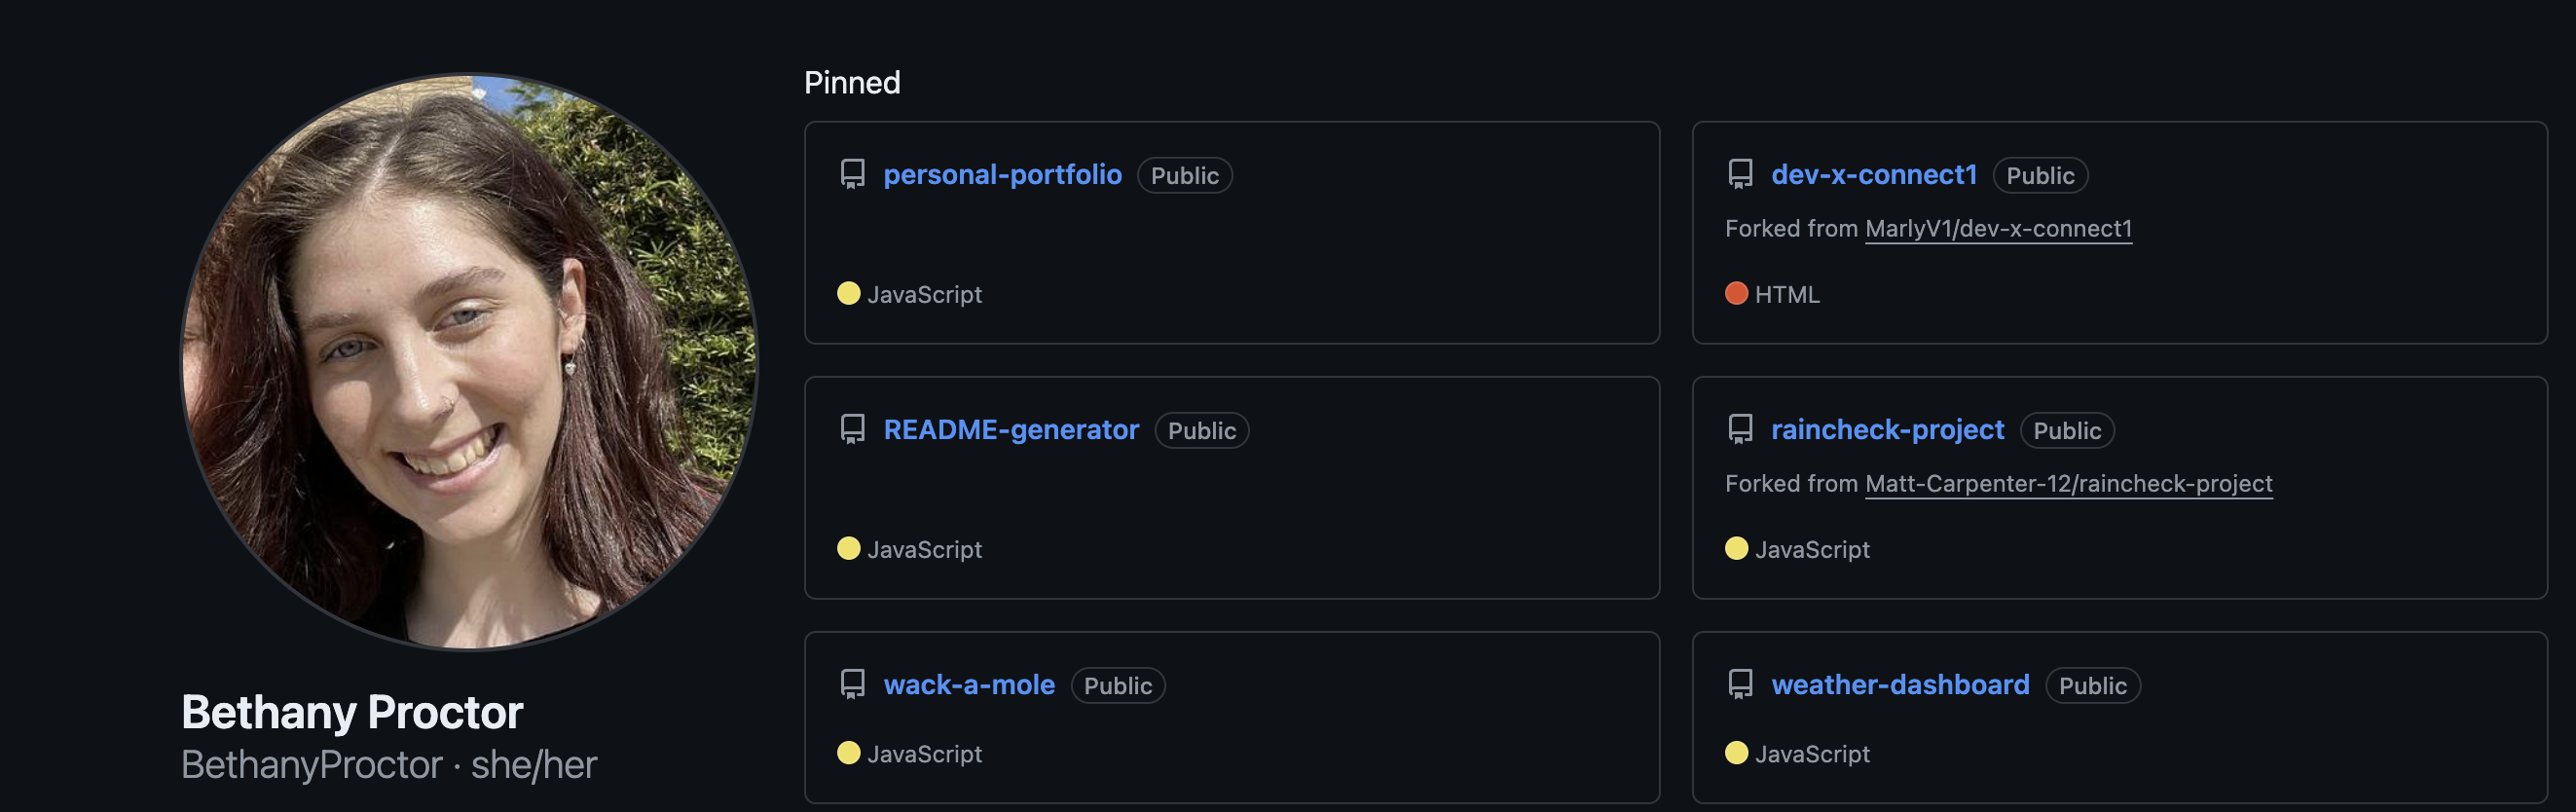 Pinned
personal-portfolio Public
JavaScript
dev-x-connect1 Public
Forked from MarlyV1/dev-x-connect1
HTML
README-generator Public
JavaScript
raincheck-project Public
Forked from Matt-Carpenter-12/raincheck-project
JavaScript
wack-a-mole Public
JavaScript
weather-dashboard Public
JavaScript
Bethany Proctor
BethanyProctor · she/her